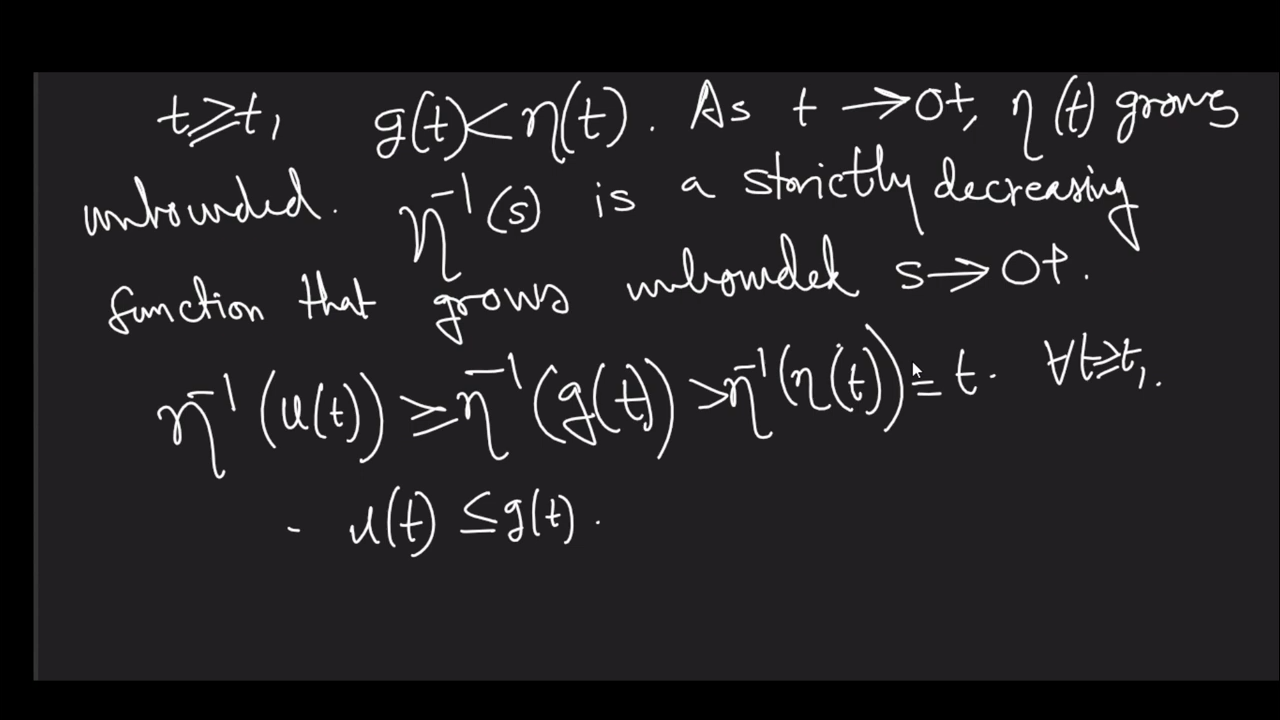 t ≥ t₁ g(t) < η(t). As t → 0+, η(t) grows
unbounded. η⁻¹(s) is a strictly decreasing
function that grows unbounded s → 0+.
η⁻¹(u(t)) ≥ η⁻¹(g(t)) > η⁻¹(η(t)) = t. ∀ t ≥ t₁.
- u(t) ≤ g(t).